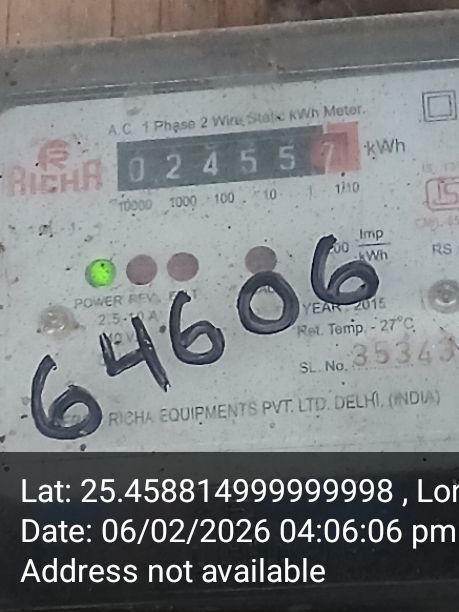 A.C. 1 Phase 2 Wire Static kWh Meter.
RICHA
0 2 4 5 5 7 kWh
10000 1000 100 10 1 1/10
Imp
kWh
RS
POWER REV.
YEAR : 2015
Ref. Temp. - 27°C
64606
SL. No. 35343
RICHA EQUIPMENTS PVT. LTD. DELHI. (INDIA)
Lat: 25.458814999999998 , Lon
Date: 06/02/2026 04:06:06 pm
Address not available